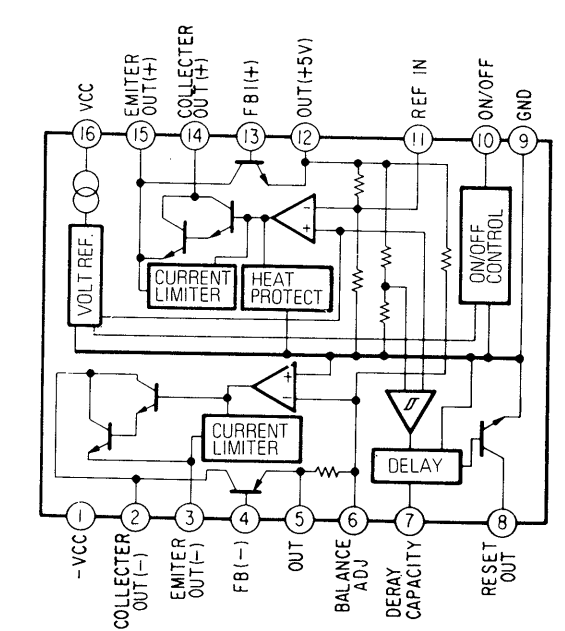 VCC
EMITER
OUT(+)
COLLECTER
OUT(+)
FB1(+)
OUT(+5V)
REF IN
ON/OFF
GND
16
15
14
13
12
11
10
9
VOLT REF.
CURRENT
LIMITER
HEAT
PROTECT
−
+
ON/OFF
CONTROL
+
−
CURRENT
LIMITER
DELAY
1
2
3
4
5
6
7
8
-VCC
COLLECTER
OUT(-)
EMITER
OUT(-)
FB(-)
OUT
BALANCE
ADJ
DERAY
CAPACITY
RESET
OUT